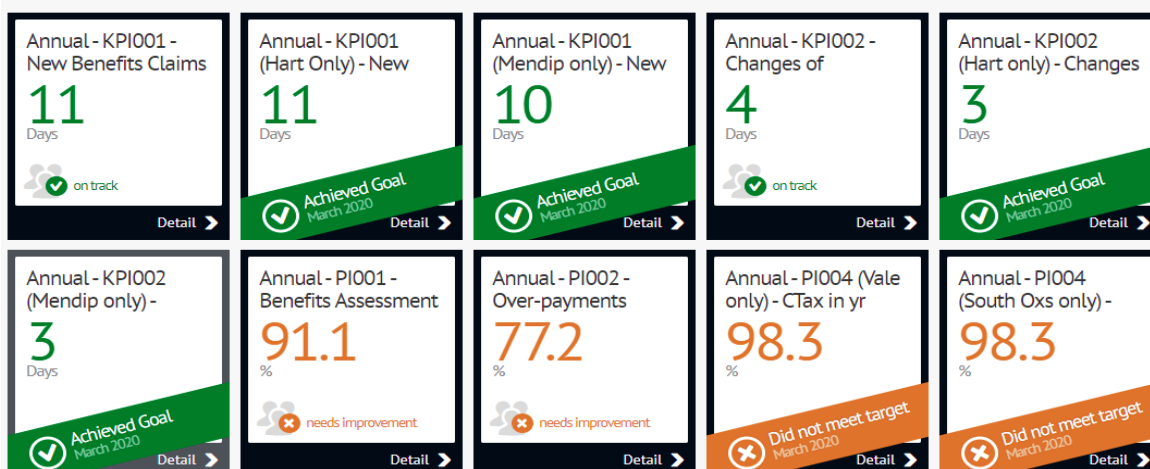 Annual - KPI001 -
New Benefits Claims
11
Days
on track
Detail
Annual - KPI001
(Hart Only) - New
11
Days
Achieved Goal
March 2020
Detail
Annual - KPI001
(Mendip only) - New
10
Days
Achieved Goal
March 2020
Detail
Annual - KPI002 -
Changes of
4
Days
on track
Detail
Annual - KPI002
(Hart only) - Changes
3
Days
Achieved Goal
March 2020
Detail
Annual - KPI002
(Mendip only) -
3
Days
Achieved Goal
March 2020
Detail
Annual - PI001 -
Benefits Assessment
91.1
%
needs improvement
Detail
Annual - PI002 -
Over-payments
77.2
%
needs improvement
Detail
Annual - PI004 (Vale
only) - CTax in yr
98.3
%
Did not meet target
March 2020
Detail
Annual - PI004
(South Oxs only) -
98.3
%
Did not meet target
March 2020
Detail